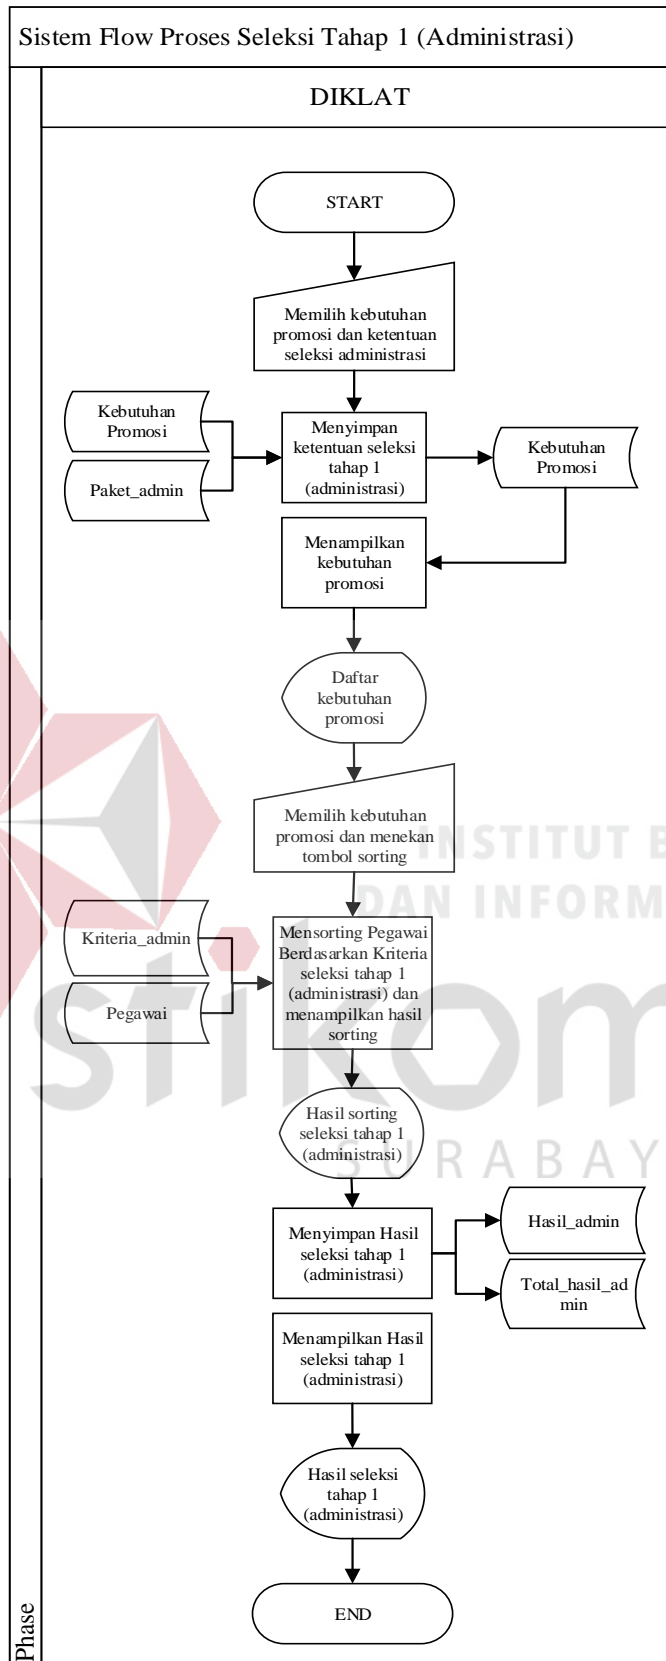 Sistem Flow Proses Seleksi Tahap 1 (Administrasi)
DIKLAT
START
Memilih kebutuhan
promosi dan ketentuan
seleksi administrasi
Kebutuhan
Promosi
Paket_admin
Menyimpan
ketentuan seleksi
tahap 1
(administrasi)
Kebutuhan
Promosi
Menampilkan
kebutuhan
promosi
Daftar
kebutuhan
promosi
Memilih kebutuhan
promosi dan menekan
tombol sorting
INSTITUT B
DAN INFORM
Kriteria_admin
Pegawai
Mensorting Pegawai
Berdasarkan Kriteria
seleksi tahap 1
(administrasi) dan
menampilkan hasil
sorting
stikom
SURABAY
Hasil sorting
seleksi tahap 1
(administrasi)
Menyimpan Hasil
seleksi tahap 1
(administrasi)
Hasil_admin
Total_hasil_ad
min
Menampilkan Hasil
seleksi tahap 1
(administrasi)
Hasil seleksi
tahap 1
(administrasi)
END
Phase